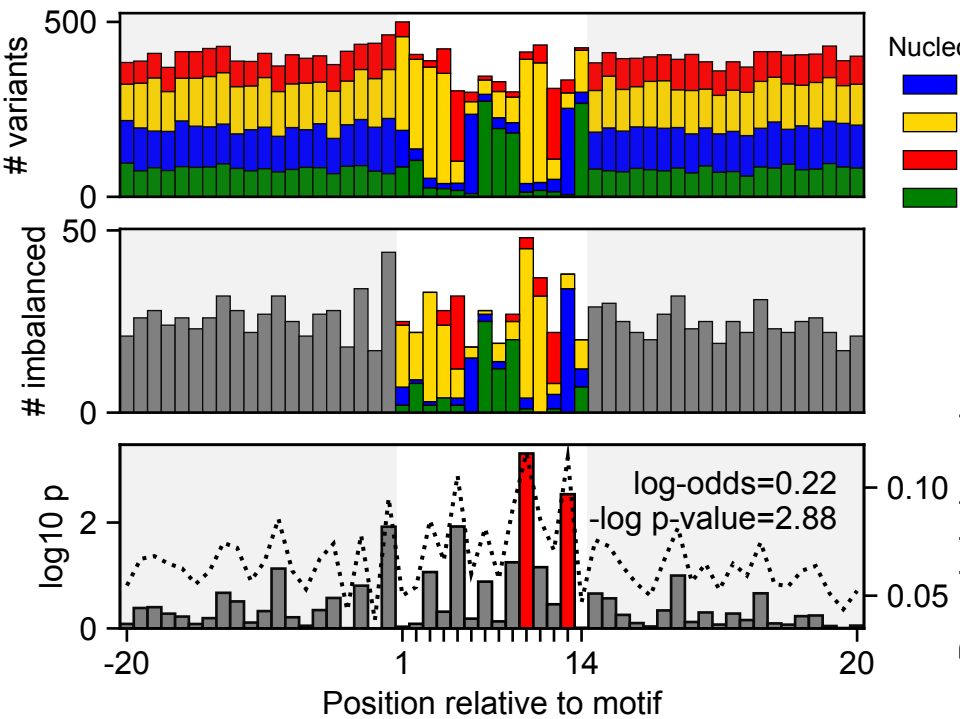 500
0
# variants
Nucleo
50
0
# imbalanced
2
0
log10 p
log-odds=0.22
-log p-value=2.88
0.10
0.05
-20
1
14
20
Position relative to motif